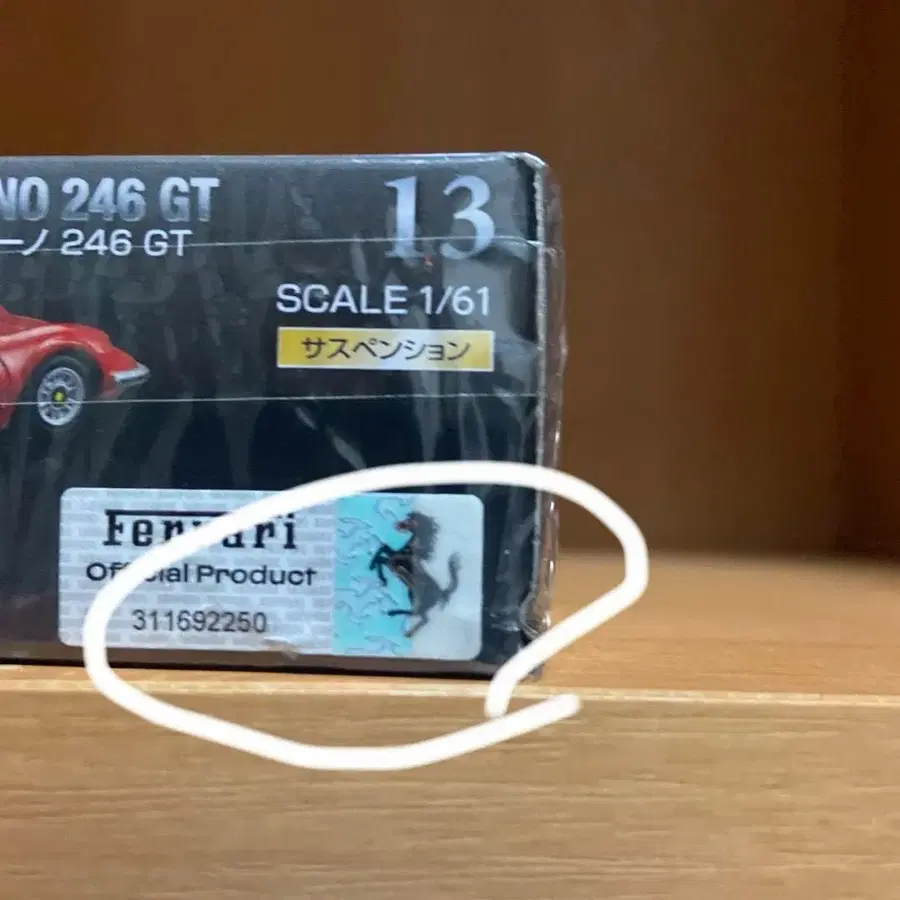 NO 246 GT
ーノ 246 GT
13
SCALE 1/61
サスペンション
Ferrari
Official Product
311692250